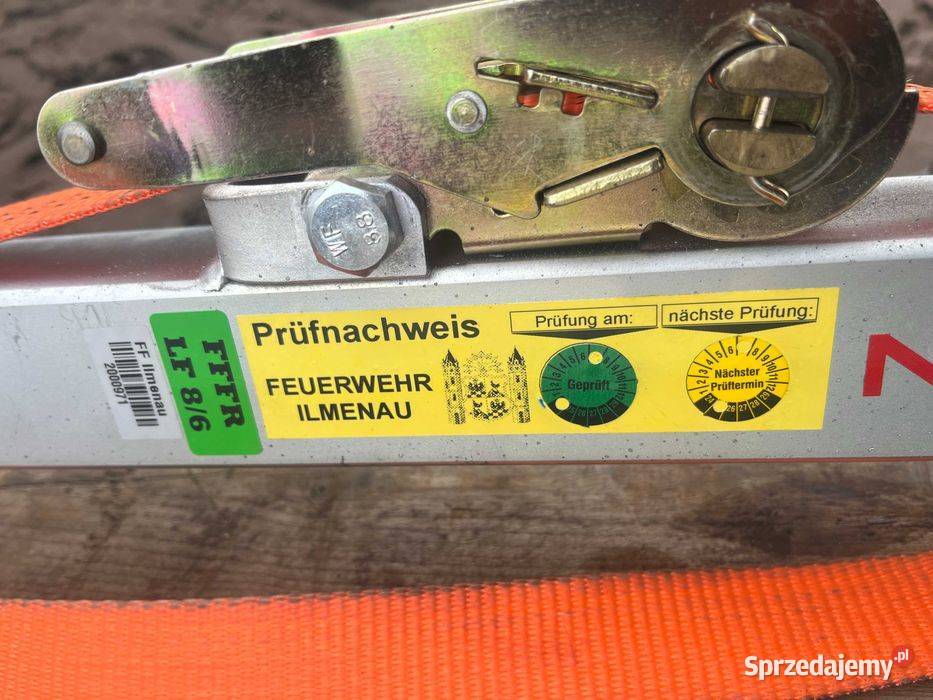 WF
8.8
FF Ilmenau
2000971
FFFR
LF 8/6
Prüfnachweis
FEUERWEHR
ILMENAU
Prüfung am:
Geprüft
nächste Prüfung:
Nächster
Prüftermin
Sprzedajemy.pl